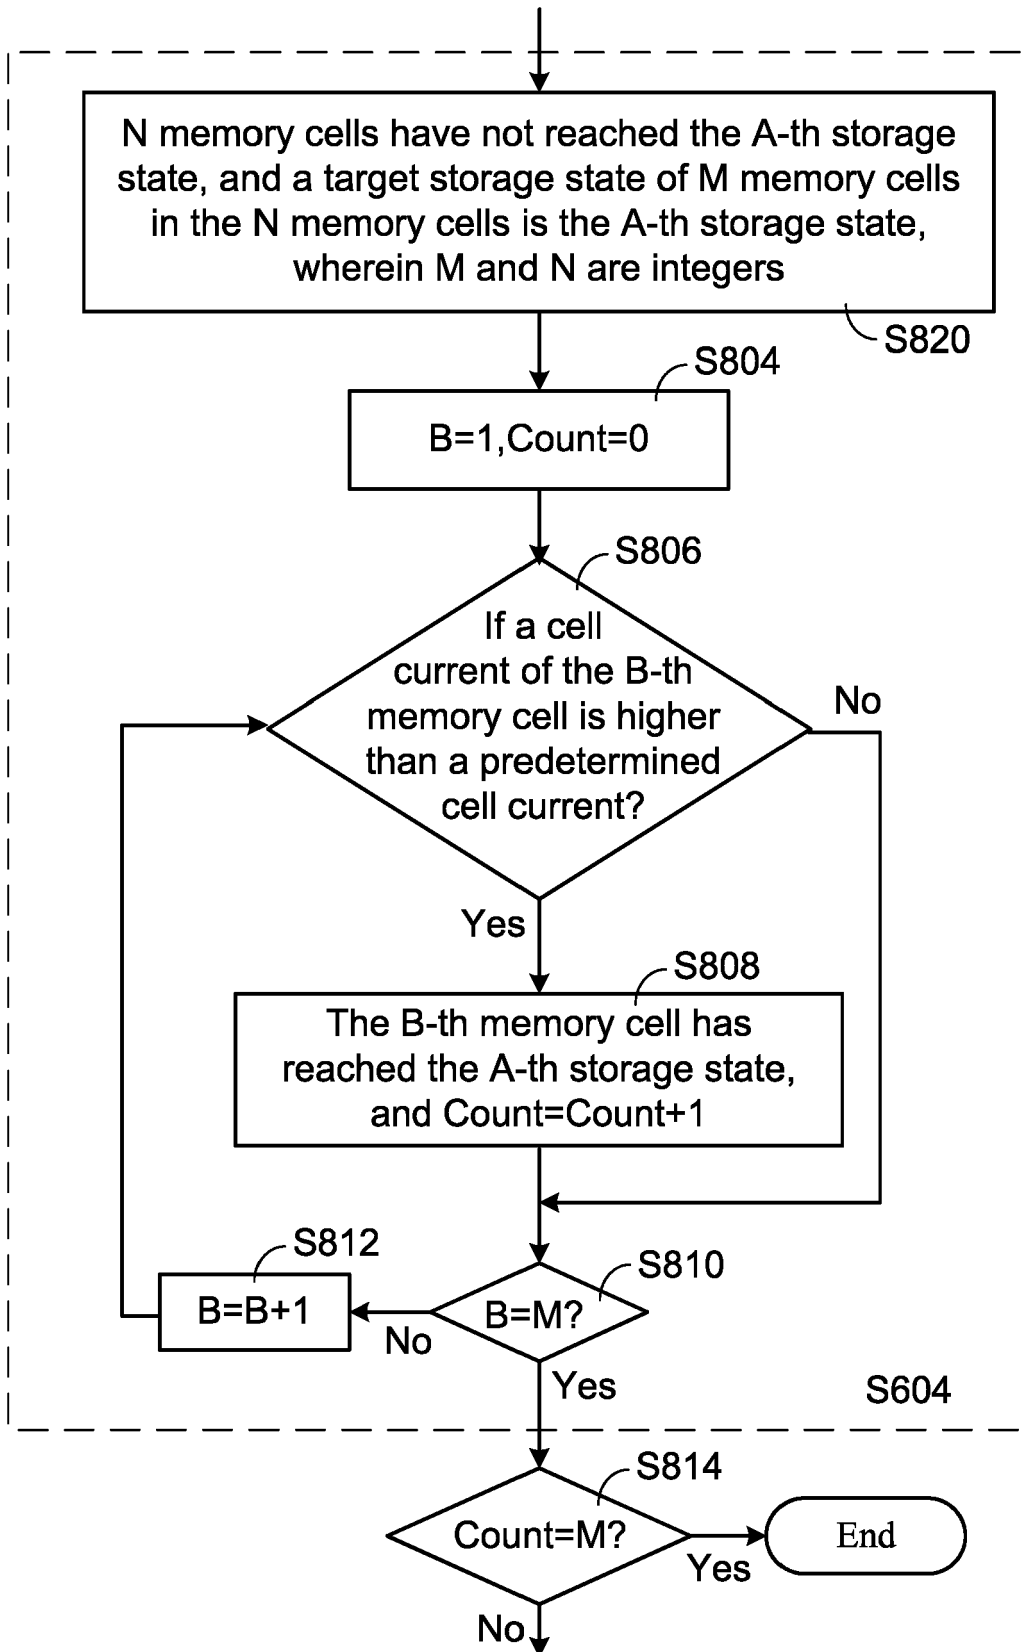 N memory cells have not reached the A-th storage
state, and a target storage state of M memory cells
in the N memory cells is the A-th storage state,
wherein M and N are integers
S820
S804
B=1,Count=0
S806
If a cell
current of the B-th
memory cell is higher
than a predetermined
cell current?
No
Yes
S808
The B-th memory cell has
reached the A-th storage state,
and Count=Count+1
S812
B=B+1
S810
B=M?
No
Yes
S604
S814
Count=M?
Yes
End
No